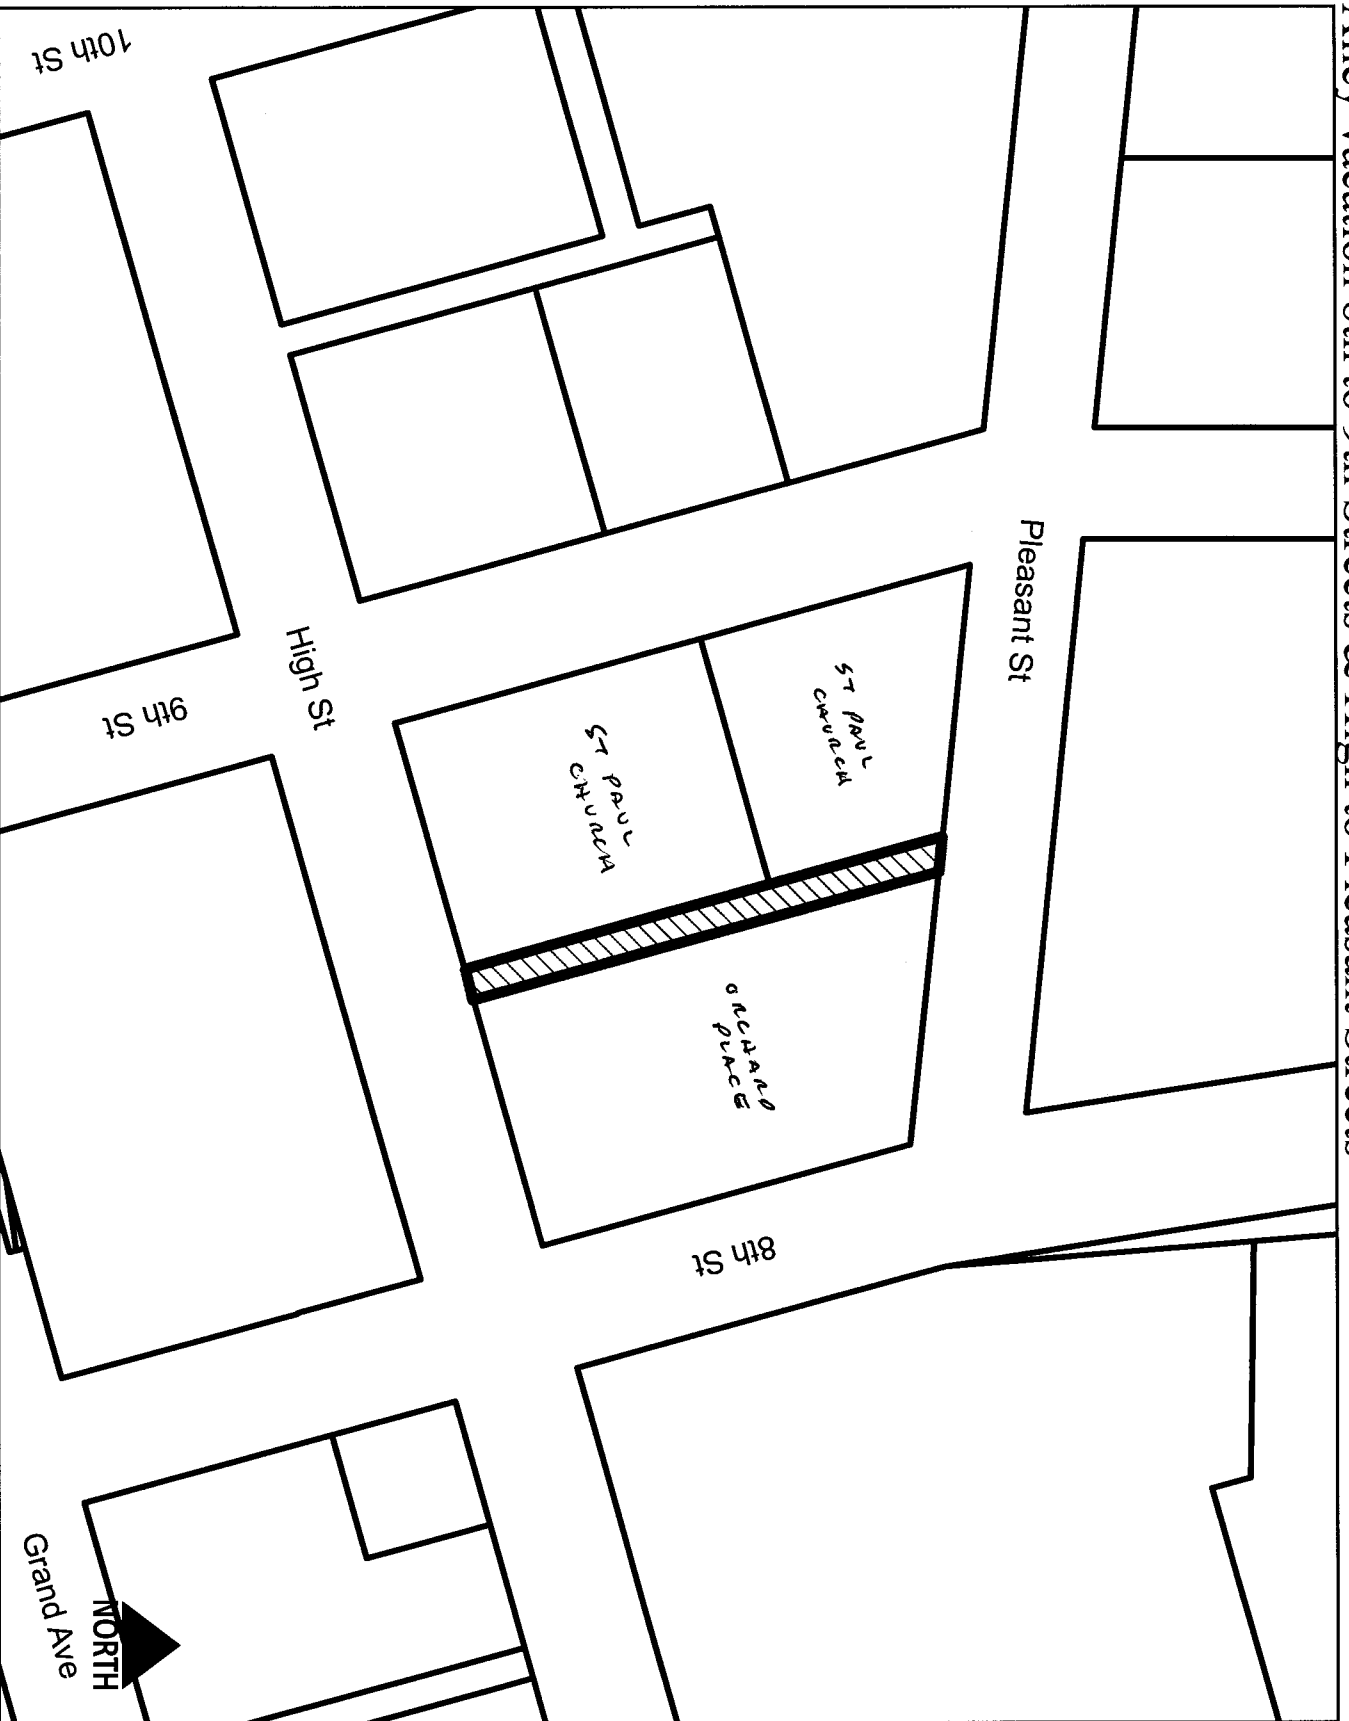 Alley Vacation 8th to 9th Streets & High to Pleasant Streets
Pleasant St
ST PAUL
CHURCH
ST PAUL
CHURCH
ORCHARD
PLACE
High St
10th St
9th St
8th St
Grand Ave
NORTH